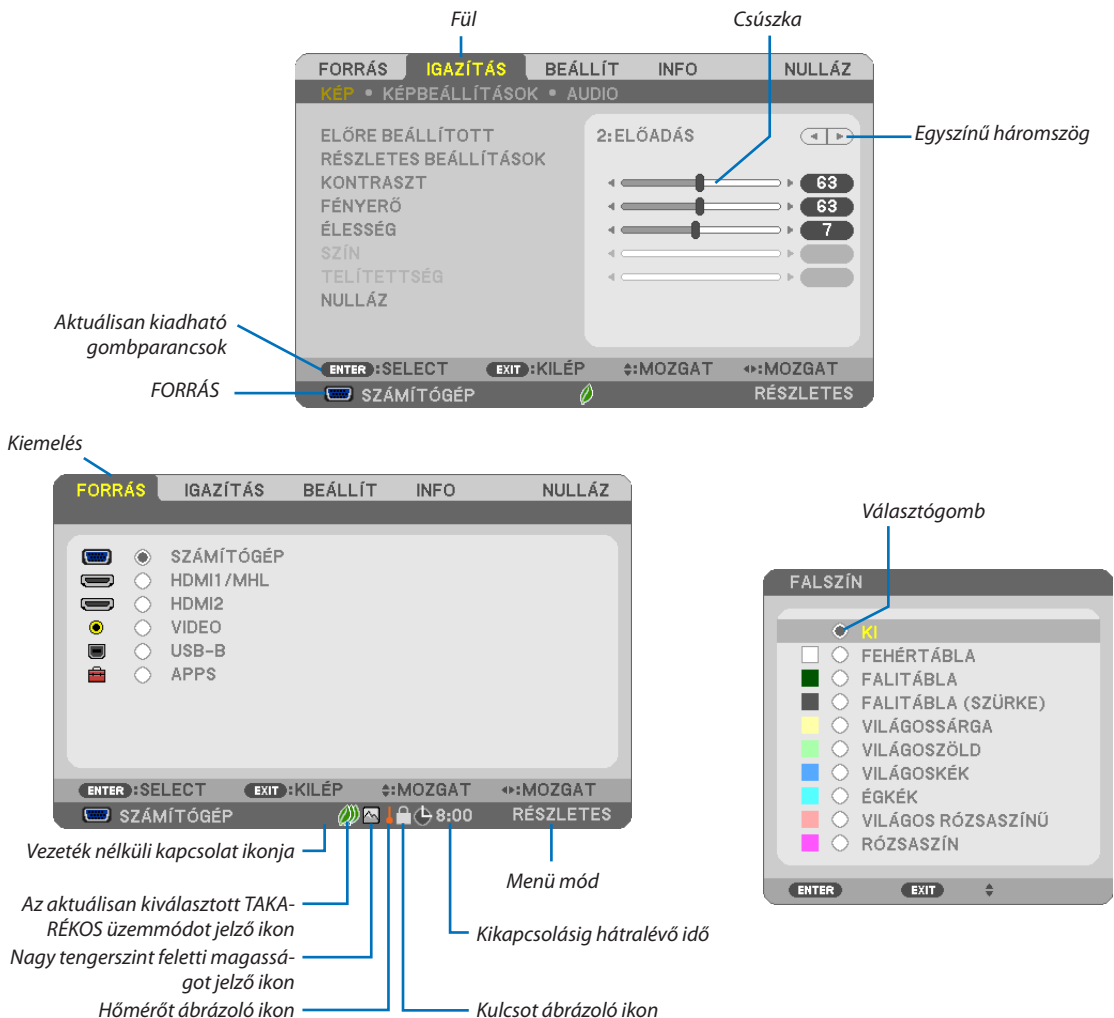 Fül
Csúszka
FORRÁS IGAZÍTÁS BEÁLLÍT INFO NULLÁZ
KÉP • KÉPBEÁLLÍTÁSOK • AUDIO
ELŐRE BEÁLLÍTOTT 2:ELŐADÁS
Egyszínű háromszög
RÉSZLETES BEÁLLÍTÁSOK
KONTRASZT 63
FÉNYERŐ 63
ÉLESSÉG 7
SZÍN
TELÍTETTSÉG
NULLÁZ
Aktuálisan kiadható
gombparancsok
ENTER :SELECT EXIT :KILÉP :MOZGAT :MOZGAT
FORRÁS
SZÁMÍTÓGÉP RÉSZLETES
Kiemelés
FORRÁS IGAZÍTÁS BEÁLLÍT INFO NULLÁZ
SZÁMÍTÓGÉP
HDMI1/MHL
HDMI2
VIDEO
USB-B
APPS
ENTER :SELECT EXIT :KILÉP :MOZGAT :MOZGAT
SZÁMÍTÓGÉP 8:00 RÉSZLETES
Választógomb
FALSZÍN
KI
FEHÉRTÁBLA
FALITÁBLA
FALITÁBLA (SZÜRKE)
VILÁGOSSÁRGA
VILÁGOSZÖLD
VILÁGOSKÉK
ÉGKÉK
VILÁGOS RÓZSASZÍNŰ
RÓZSASZÍN
ENTER EXIT
Vezeték nélküli kapcsolat ikonja
Menü mód
Az aktuálisan kiválasztott TAKA-
RÉKOS üzemmódot jelző ikon
Kikapcsolásig hátralévő idő
Nagy tengerszint feletti magassá-
got jelző ikon
Hőmérőt ábrázoló ikon
Kulcsot ábrázoló ikon